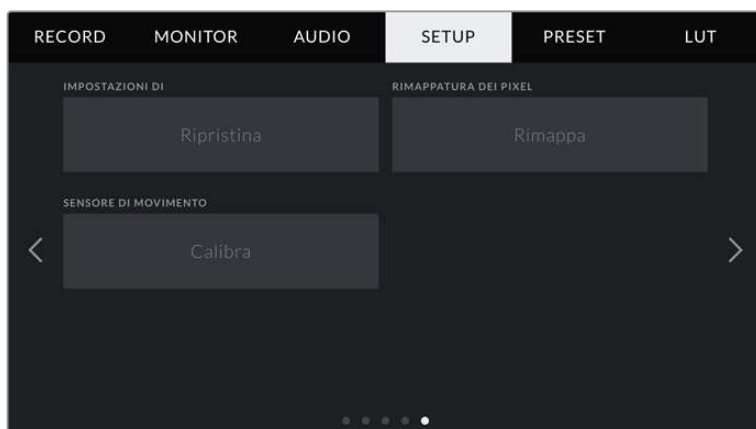 RECORD MONITOR AUDIO SETUP PRESET LUT
IMPOSTAZIONI DI RIMAPPATURA DEI PIXEL
Ripristina Rimappa
SENSORE DI MOVIMENTO
Calibra